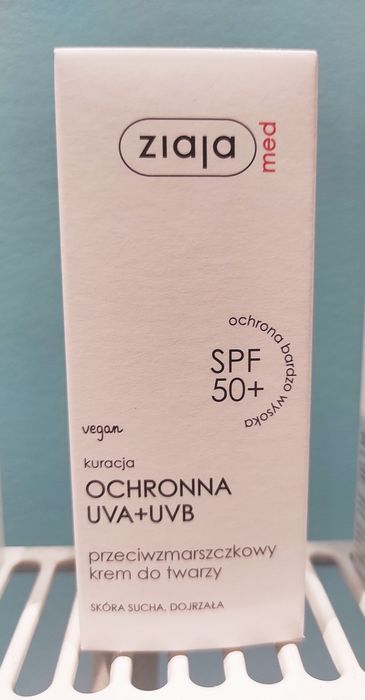 ziaja
med
ochrona bardzo wysoka
SPF
50+
vegan
kuracja
OCHRONNA
UVA+UVB
przeciwzmarszczkowy
krem do twarzy
SKÓRA SUCHA, DOJRZAŁA